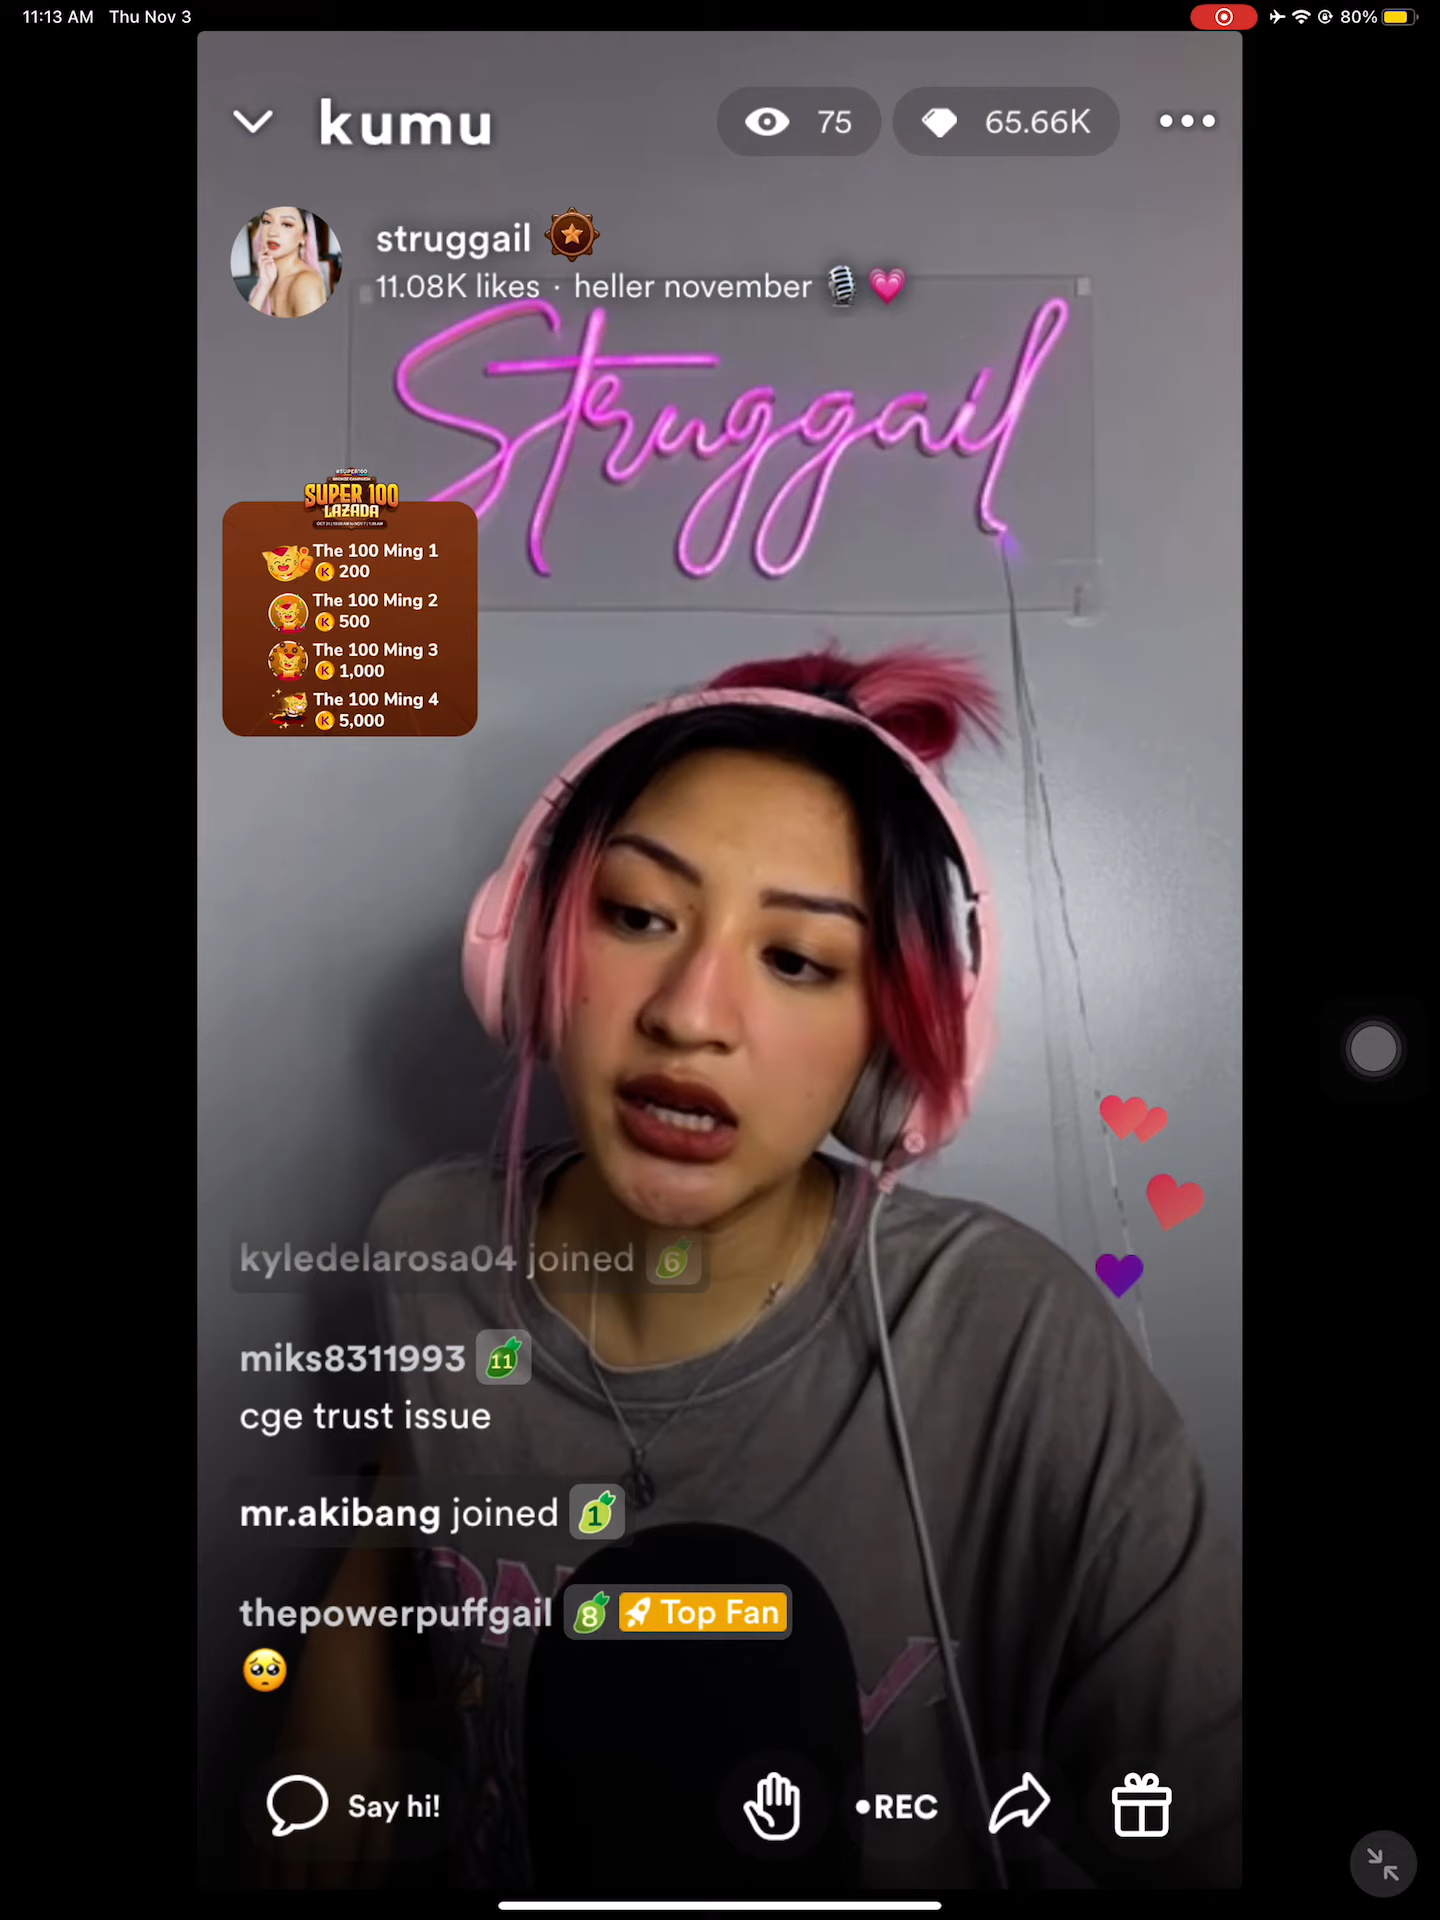 11:13 AM Thu Nov 3
80%
kumu
75
65.66K
struggail
11.08K likes · heller november 🎙️ 💗
Struggail
#SUPER100
BRONZE CAMPAIGN
SUPER 100
LAZADA
The 100 Ming 1
K 200
The 100 Ming 2
K 500
The 100 Ming 3
K 1,000
The 100 Ming 4
K 5,000
kyledelarosa04 joined 6
miks8311993 11
cge trust issue
mr.akibang joined 1
thepowerpuffgail 8 Top Fan
🥺
Say hi!
•REC